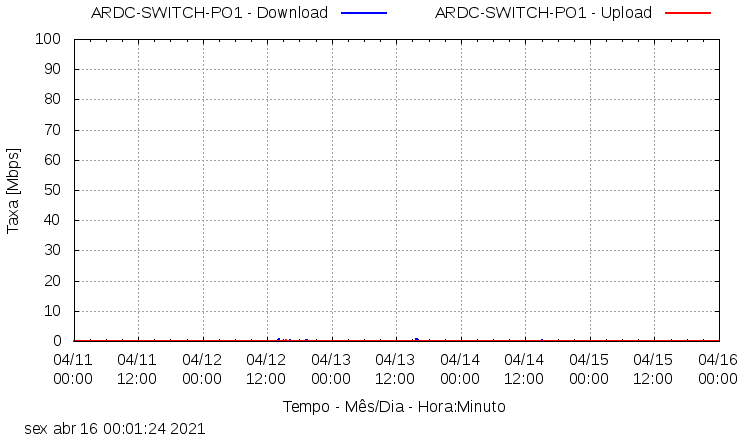 ARDC-SWITCH-PO1 - Download ARDC-SWITCH-PO1 - Upload
100
90
80
70
60
50
40
30
20
10
0
Taxa [Mbps]
04/11 04/11 04/12 04/12 04/13 04/13 04/14 04/14 04/15 04/15 04/16
00:00 12:00 00:00 12:00 00:00 12:00 00:00 12:00 00:00 12:00 00:00
Tempo - Mês/Dia - Hora:Minuto
sex abr 16 00:01:24 2021